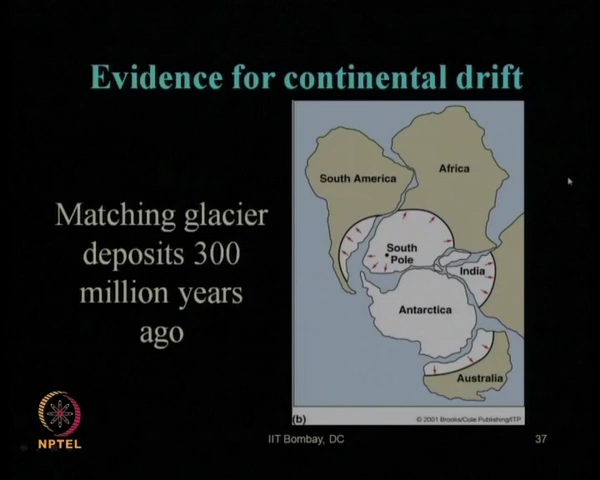 Evidence for continental drift
Matching glacier
deposits 300
million years
ago
South America
Africa
South
Pole
India
Antarctica
Australia
(b)
© 2001 Brooks/Cole Publishing/ITP
NPTEL
IIT Bombay, DC
37